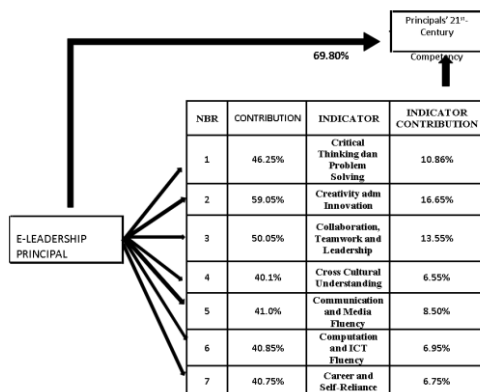 Principals' 21st-
Century
Competency
69.80%
NBR CONTRIBUTION INDICATOR INDICATOR
CONTRIBUTION
1 46.25% Critical
Thinking dan
Problem
Solving 10.86%
2 59.05% Creativity adm
Innovation 16.65%
3 50.05% Collaboration,
Teamwork and
Leadership 13.55%
4 40.1% Cross Cultural
Understanding 6.55%
5 41.0% Communication
and Media
Fluency 8.50%
6 40.85% Computation
and ICT
Fluency 6.95%
7 40.75% Career and
Self-Reliance 6.75%
E-LEADERSHIP
PRINCIPAL